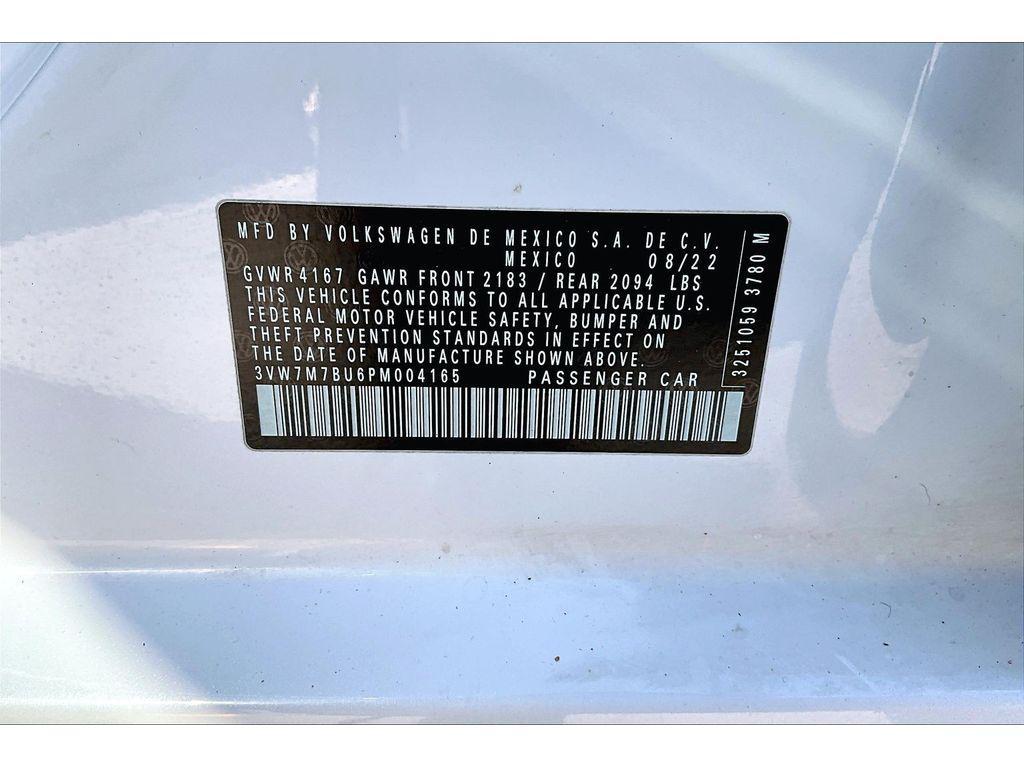 MFD BY VOLKSWAGEN DE MEXICO S.A. DE C.V.
MEXICO 08/22
GVWR 4167 GAWR FRONT 2183 / REAR 2094 LBS
THIS VEHICLE CONFORMS TO ALL APPLICABLE U.S.
FEDERAL MOTOR VEHICLE SAFETY, BUMPER AND
THEFT PREVENTION STANDARDS IN EFFECT ON
THE DATE OF MANUFACTURE SHOWN ABOVE.
3VW7M7BU6PM004165 PASSENGER CAR
3251059 3780 M